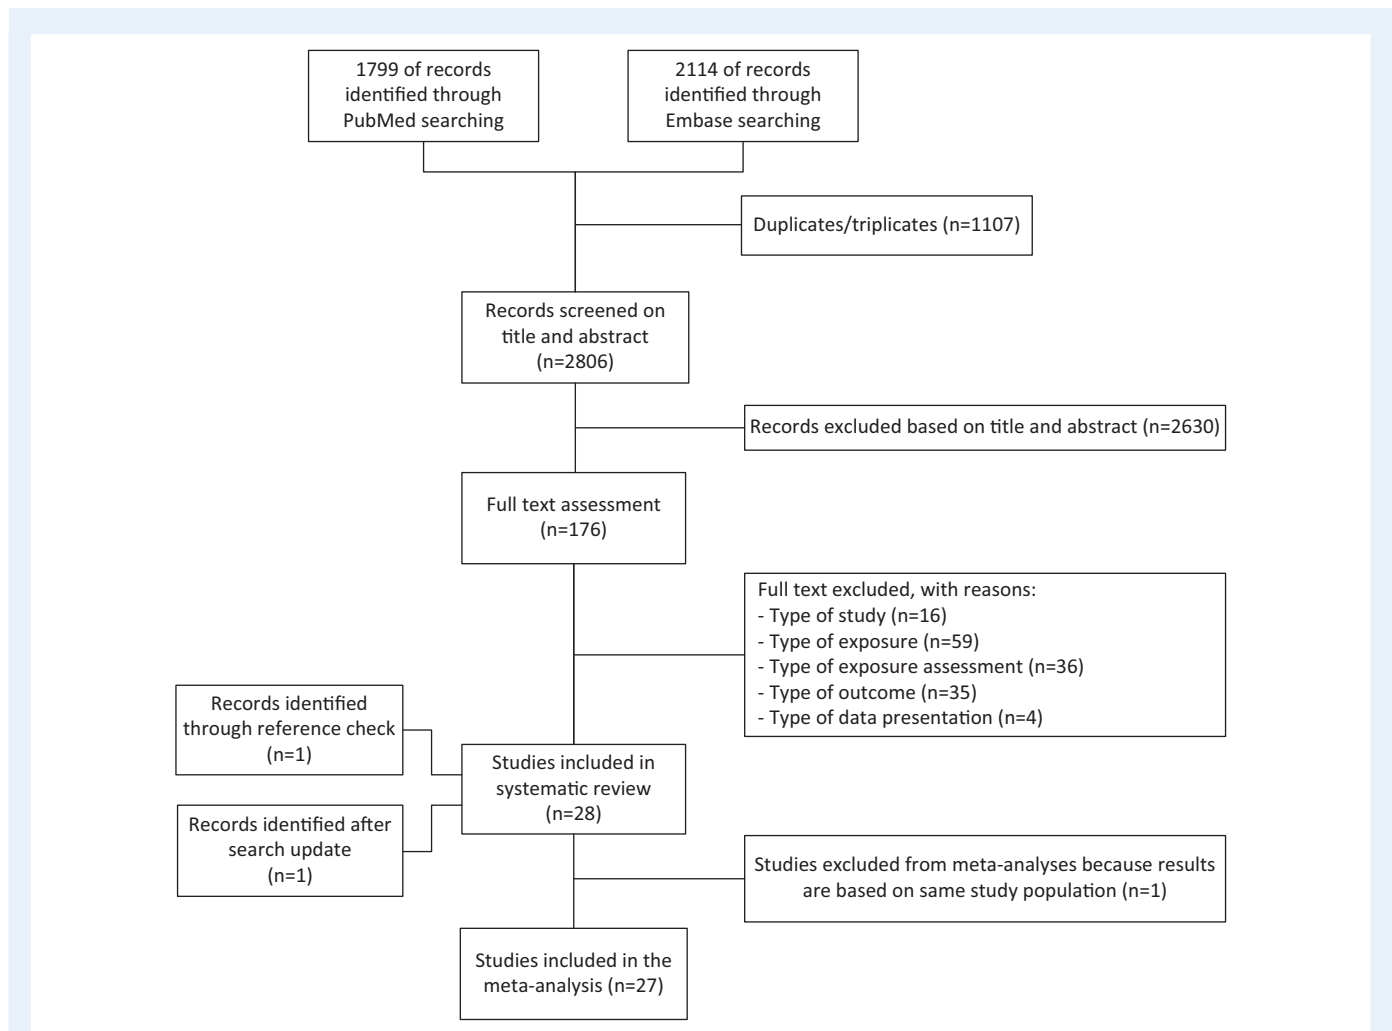 1799 of records
identified through
PubMed searching
2114 of records
identified through
Embase searching
Duplicates/triplicates (n=1107)
Records screened on
title and abstract
(n=2806)
Records excluded based on title and abstract (n=2630)
Full text assessment
(n=176)
Full text excluded, with reasons:
- Type of study (n=16)
- Type of exposure (n=59)
- Type of exposure assessment (n=36)
- Type of outcome (n=35)
- Type of data presentation (n=4)
Records identified
through reference check
(n=1)
Studies included in
systematic review
(n=28)
Records identified after
search update
(n=1)
Studies excluded from meta-analyses because results
are based on same study population (n=1)
Studies included in the
meta-analysis (n=27)